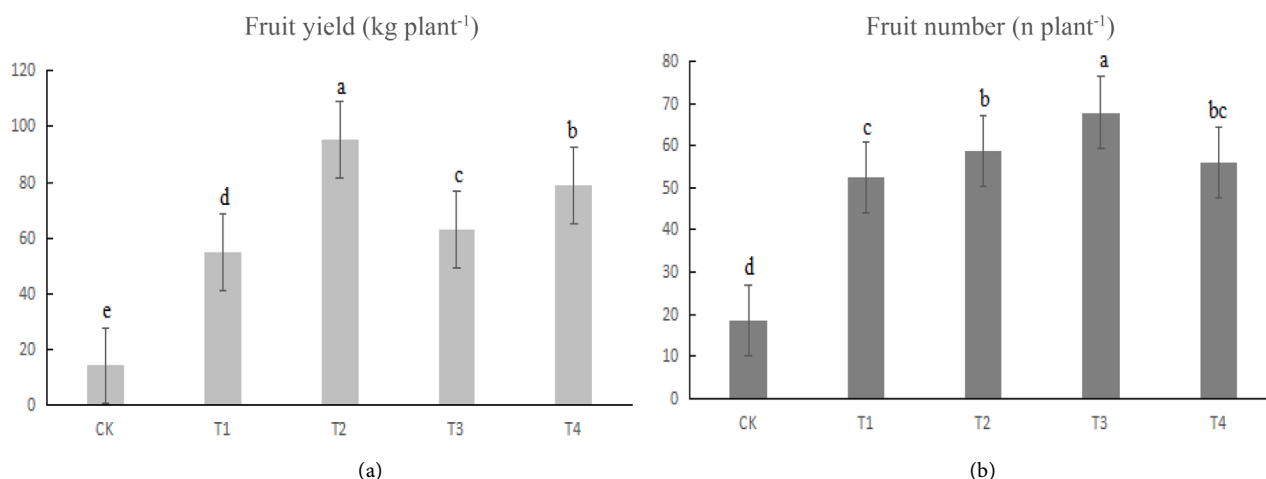 Fruit yield (kg plant⁻¹)
120
100
80
60
40
20
0
e
d
a
c
b
CK T1 T2 T3 T4
(a)
Fruit number (n plant⁻¹)
80
70
60
50
40
30
20
10
0
d
c
b
a
bc
CK T1 T2 T3 T4
(b)